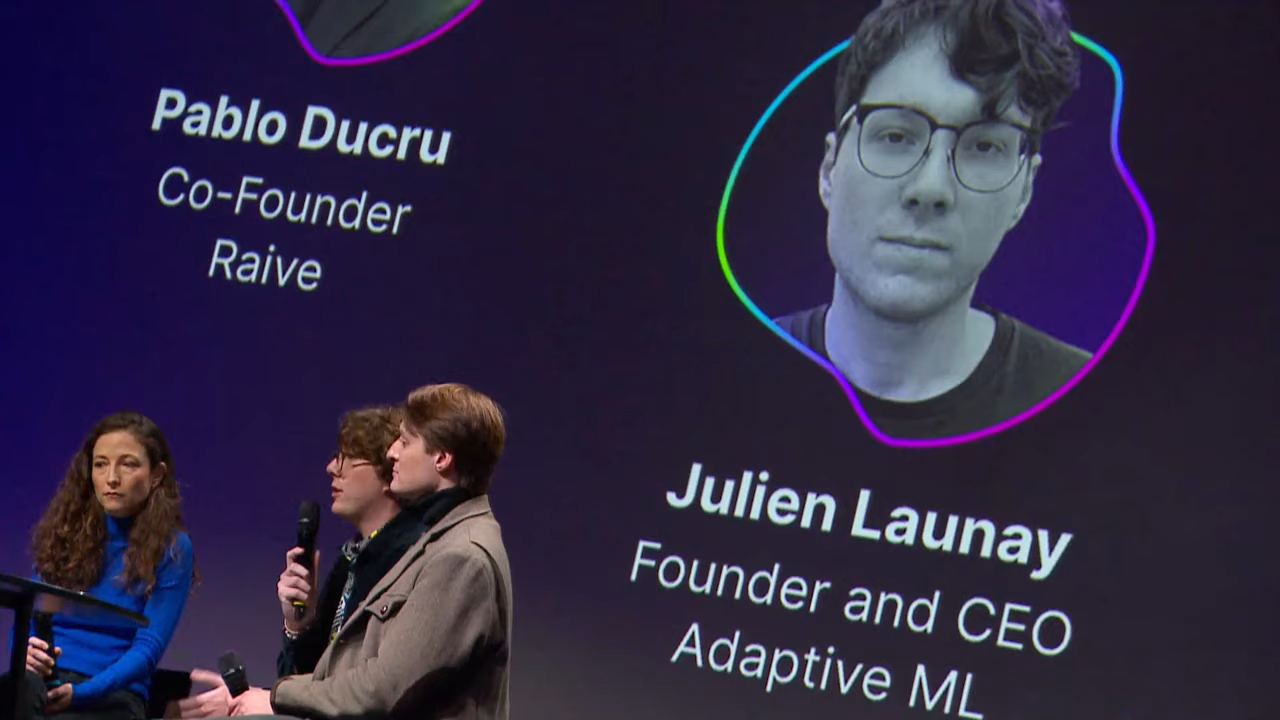 Pablo Ducru
Co-Founder
Raive
Julien Launay
Founder and CEO
Adaptive ML